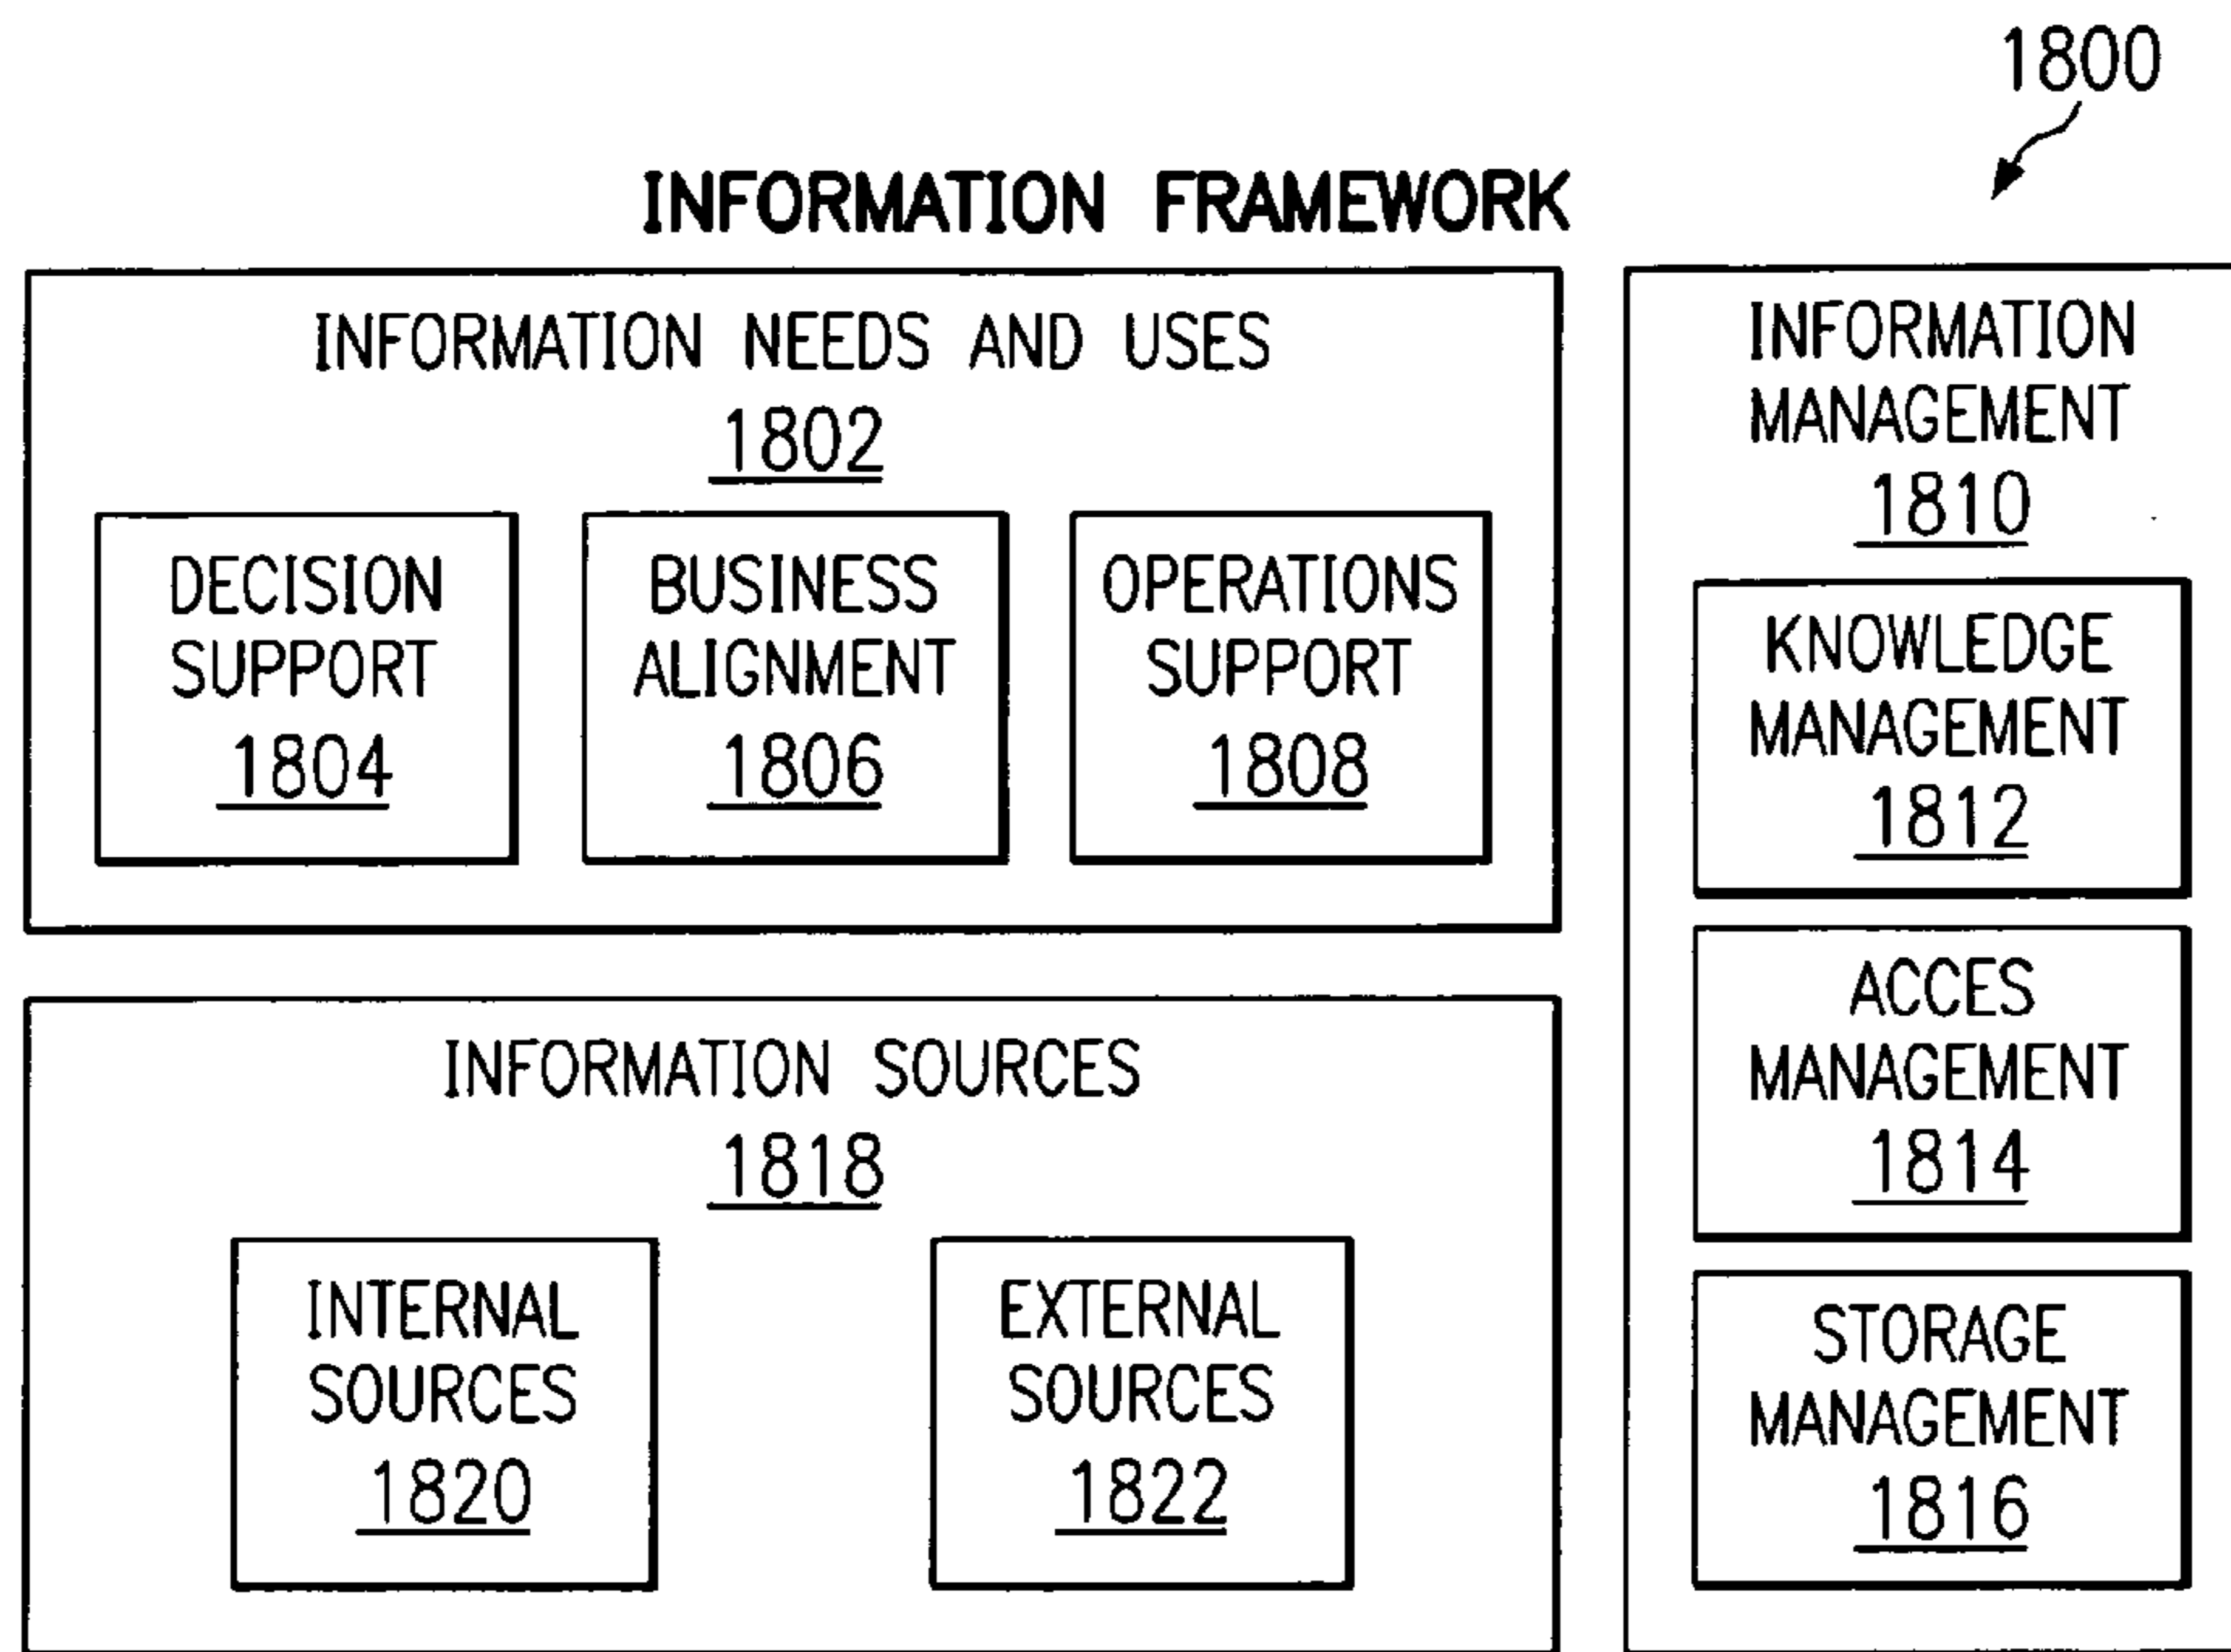 1800
INFORMATION FRAMEWORK
INFORMATION NEEDS AND USES
1802
DECISION
SUPPORT
1804
BUSINESS
ALIGNMENT
1806
OPERATIONS
SUPPORT
1808
INFORMATION SOURCES
1818
INTERNAL
SOURCES
1820
EXTERNAL
SOURCES
1822
INFORMATION
MANAGEMENT
1810
KNOWLEDGE
MANAGEMENT
1812
ACCES
MANAGEMENT
1814
STORAGE
MANAGEMENT
1816